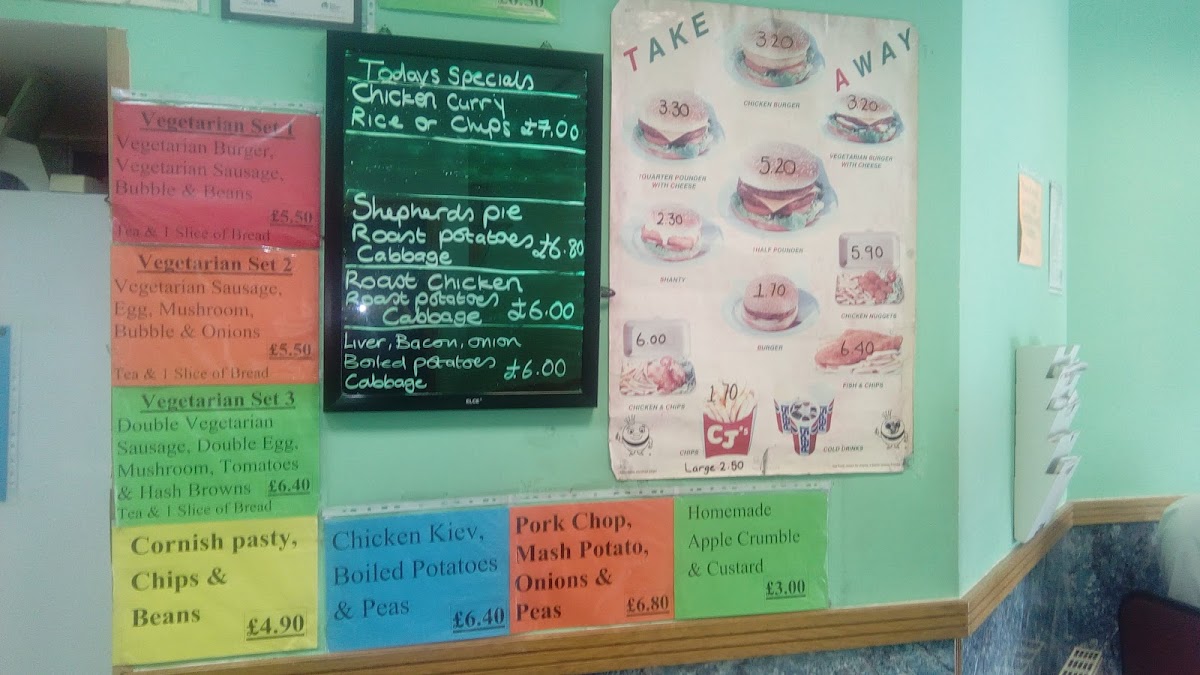 Vegetarian Set 1
Vegetarian Burger,
Vegetarian Sausage,
Bubble & Beans
£5.50
Tea & 1 Slice of Bread
Vegetarian Set 2
Vegetarian Sausage,
Egg, Mushroom,
Bubble & Onions
£5.50
Tea & 1 Slice of Bread
Vegetarian Set 3
Double Vegetarian
Sausage, Double Egg,
Mushroom, Tomatoes
& Hash Browns £6.40
Tea & 1 Slice of Bread
Cornish pasty,
Chips &
Beans
£4.90
Todays Specials
Chicken Curry
Rice or Chips £7.00
Shepherds pie
Roast potatoes £6.80
Cabbage
Roast Chicken
Roast potatoes
Cabbage £6.00
Liver, Bacon, onion
Boiled potatoes £6.00
Cabbage
Chicken Kiev,
Boiled Potatoes
& Peas
£6.40
Pork Chop,
Mash Potato,
Onions &
Peas
£6.80
Homemade
Apple Crumble
& Custard
£3.00
TAKE AWAY
3.20
CHICKEN BURGER
3.30
QUARTER POUNDER
WITH CHEESE
3.20
VEGETARIAN BURGER
WITH CHEESE
5.20
HALF POUNDER
2.30
SHANTY
5.90
CHICKEN NUGGETS
1.70
BURGER
6.00
CHICKEN & CHIPS
6.40
FISH & CHIPS
1.70
CJ's
CHIPS
Large 2.50
COLD DRINKS